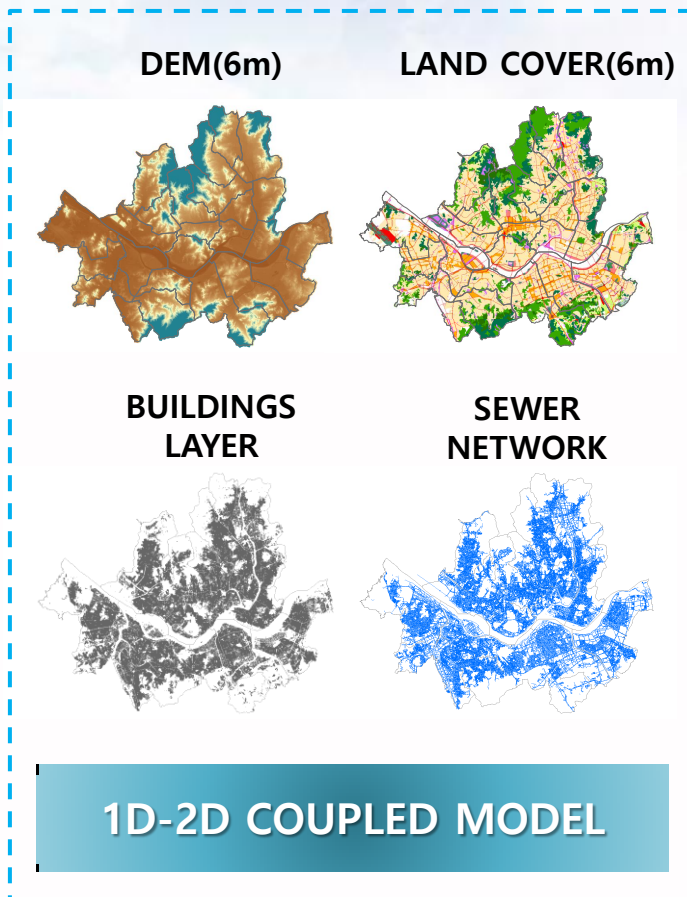 DEM(6m)
LAND COVER(6m)
BUILDINGS
LAYER
SEWER
NETWORK
1D-2D COUPLED MODEL